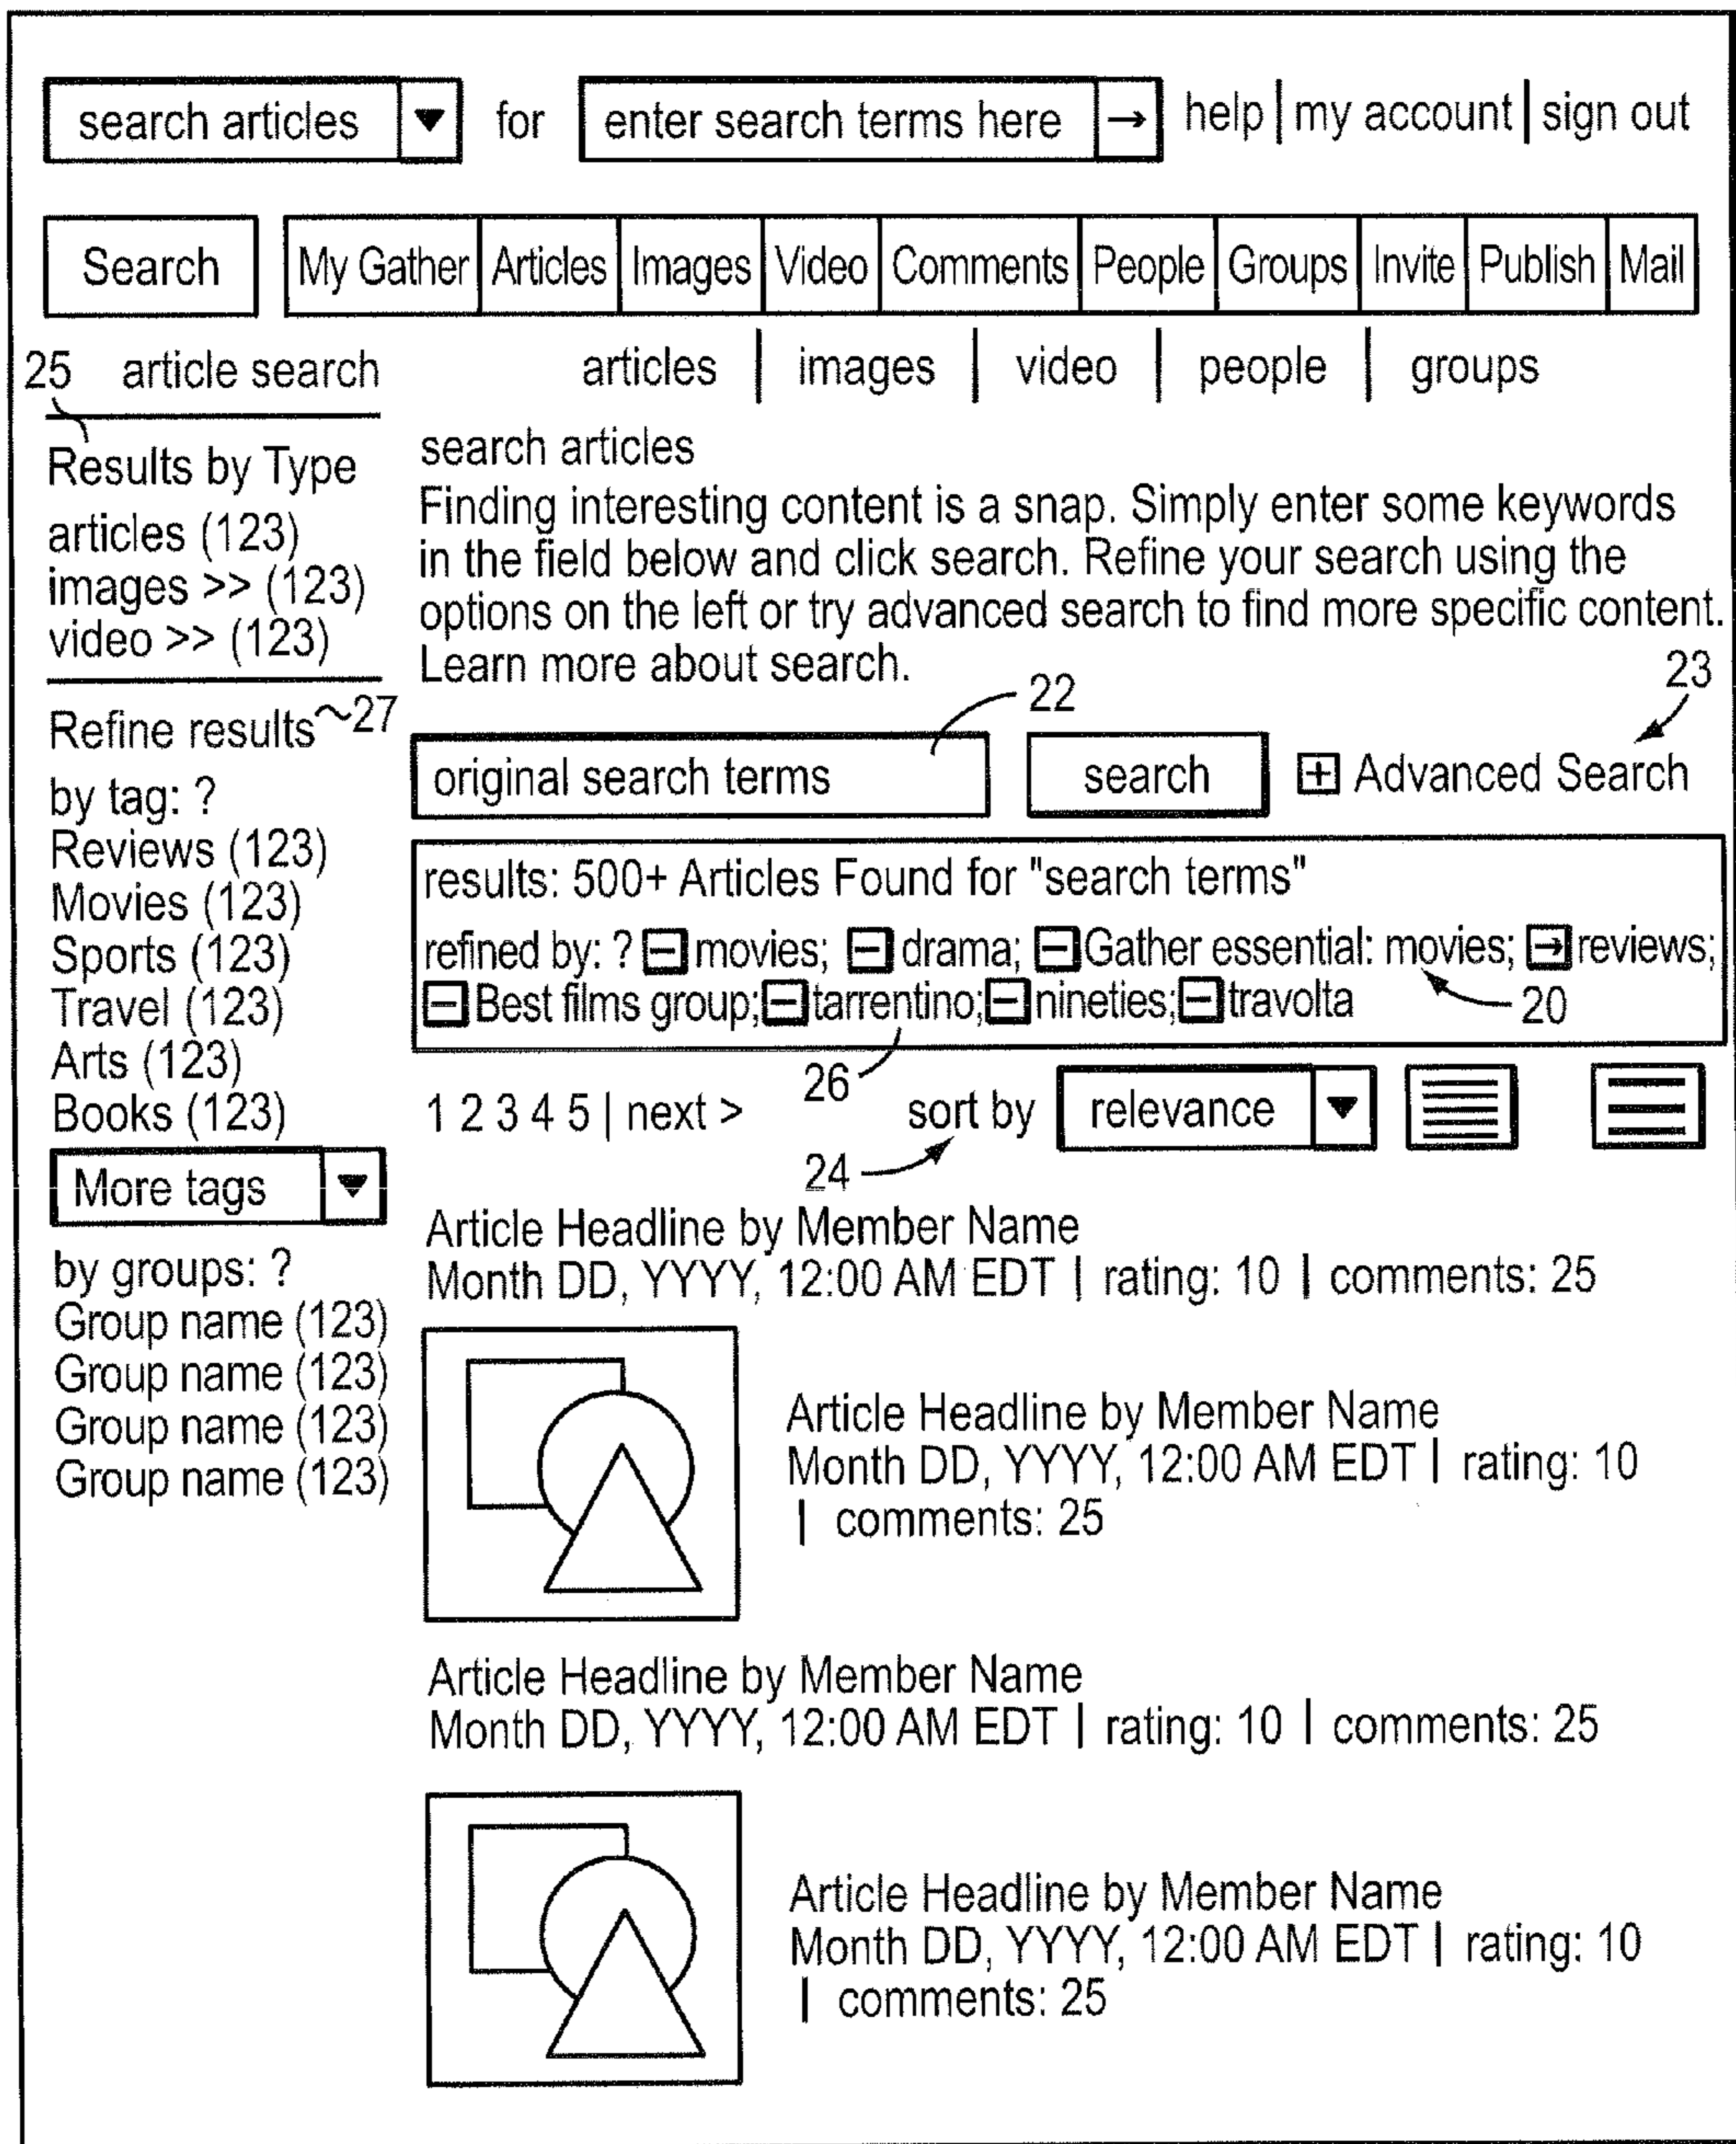 search articles ▼ for enter search terms here → help | my account | sign out
Search My Gather Articles Images Video Comments People Groups Invite Publish Mail
25 article search
articles | images | video | people | groups
Results by Type
articles (123)
images >> (123)
video >> (123)
Refine results 27
by tag: ?
Reviews (123)
Movies (123)
Sports (123)
Travel (123)
Arts (123)
Books (123)
More tags ▼
by groups: ?
Group name (123)
Group name (123)
Group name (123)
Group name (123)
search articles
Finding interesting content is a snap. Simply enter some keywords
in the field below and click search. Refine your search using the
options on the left or try advanced search to find more specific content.
Learn more about search.
22
23
original search terms search + Advanced Search
results: 500+ Articles Found for "search terms"
refined by: ? − movies; − drama; − Gather essential: movies; → reviews;
− Best films group; − tarrentino; − nineties; − travolta
20
26
1 2 3 4 5 | next > sort by relevance ▼
24
Article Headline by Member Name
Month DD, YYYY, 12:00 AM EDT | rating: 10 | comments: 25
Article Headline by Member Name
Month DD, YYYY, 12:00 AM EDT | rating: 10
| comments: 25
Article Headline by Member Name
Month DD, YYYY, 12:00 AM EDT | rating: 10 | comments: 25
Article Headline by Member Name
Month DD, YYYY, 12:00 AM EDT | rating: 10
| comments: 25